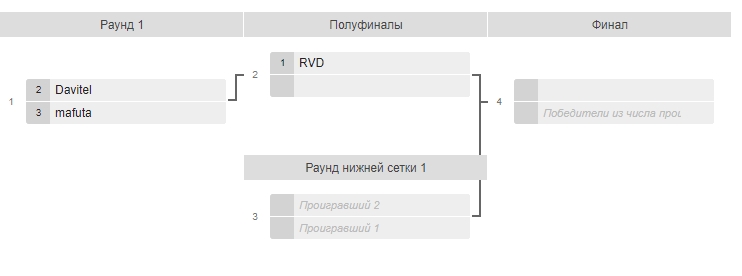 Раунд 1
Полуфиналы
Финал
1
2 Davitel
3 mafuta
2
1 RVD
4
Победители из числа прои
Раунд нижней сетки 1
3
Проигравший 2
Проигравший 1